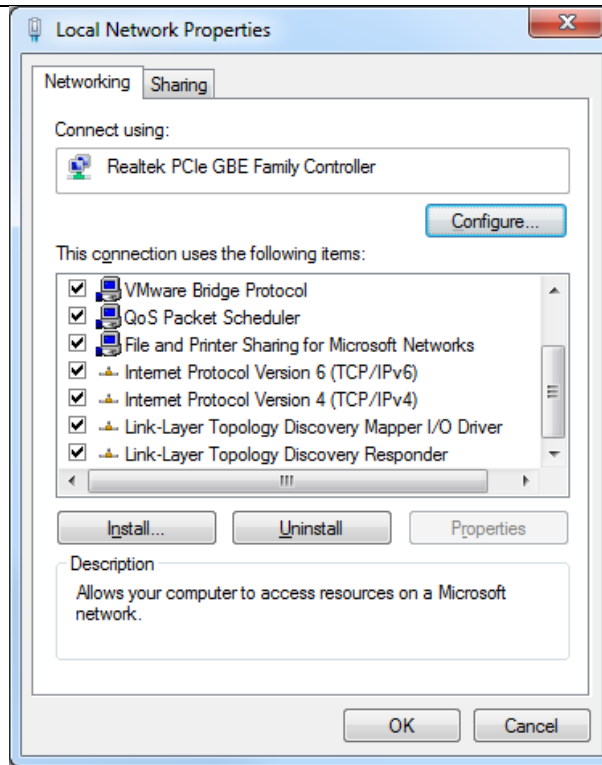 Local Network Properties
Networking
Sharing
Connect using:
Realtek PCIe GBE Family Controller
Configure...
This connection uses the following items:
VMware Bridge Protocol
QoS Packet Scheduler
File and Printer Sharing for Microsoft Networks
Internet Protocol Version 6 (TCP/IPv6)
Internet Protocol Version 4 (TCP/IPv4)
Link-Layer Topology Discovery Mapper I/O Driver
Link-Layer Topology Discovery Responder
Install...
Uninstall
Properties
Description
Allows your computer to access resources on a Microsoft
network.
OK
Cancel